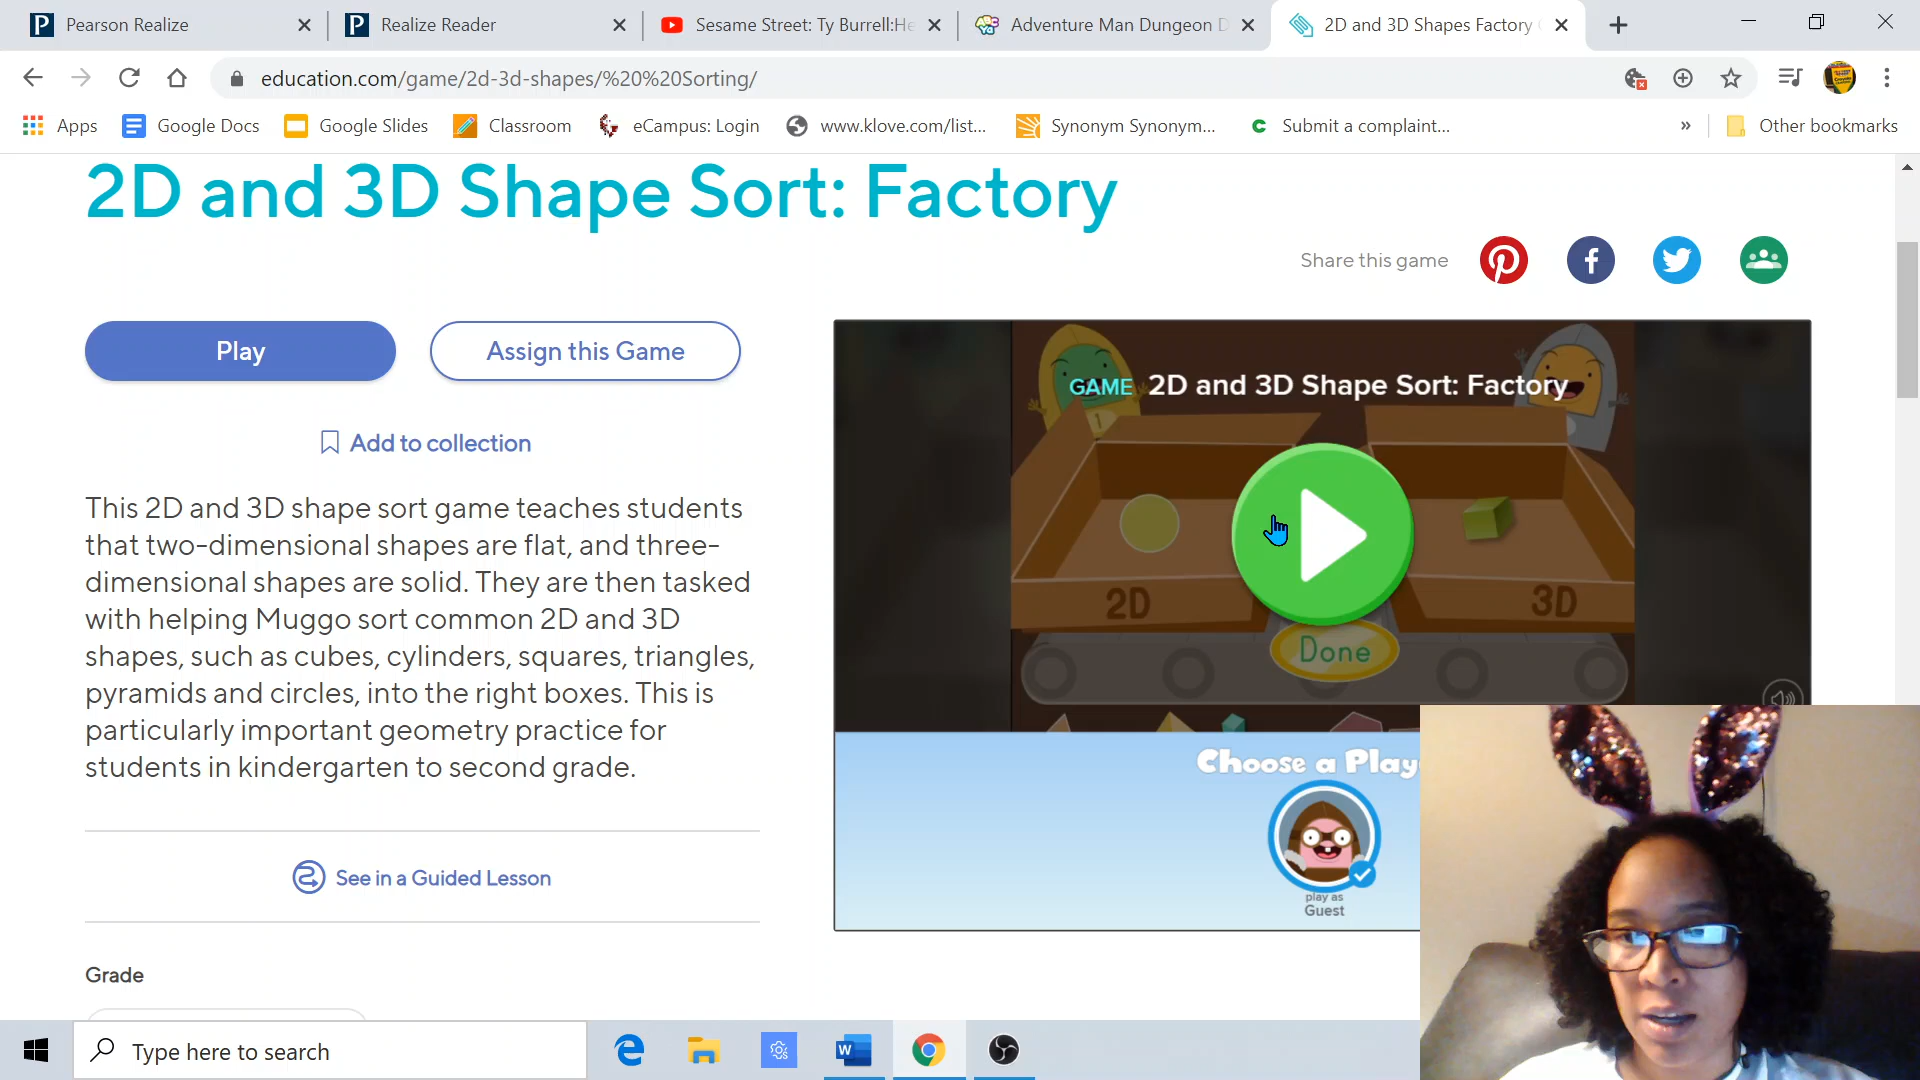 Pearson Realize
Realize Reader
Sesame Street: Ty Burrell:He
Adventure Man Dungeon D
2D and 3D Shapes Factory
education.com/game/2d-3d-shapes/%20%20Sorting/
Apps
Google Docs
Google Slides
Classroom
eCampus: Login
www.klove.com/list...
Synonym Synonym...
Submit a complaint...
»
Other bookmarks
2D and 3D Shape Sort: Factory
Share this game
Play
Assign this Game
Add to collection
This 2D and 3D shape sort game teaches students
that two-dimensional shapes are flat, and three-
dimensional shapes are solid. They are then tasked
with helping Muggo sort common 2D and 3D
shapes, such as cubes, cylinders, squares, triangles,
pyramids and circles, into the right boxes. This is
particularly important geometry practice for
students in kindergarten to second grade.
See in a Guided Lesson
Grade
GAME 2D and 3D Shape Sort: Factory
1
2D
3D
Done
Choose a Play
play as
Guest
Type here to search